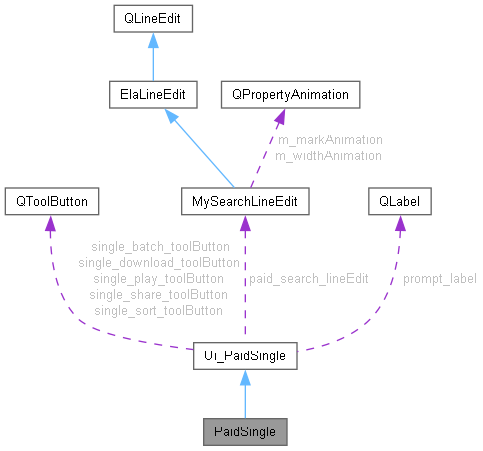 QLineEdit
ElaLineEdit
QPropertyAnimation
m_markAnimation
m_widthAnimation
QToolButton
MySearchLineEdit
QLabel
single_batch_toolButton
single_download_toolButton
single_play_toolButton
single_share_toolButton
single_sort_toolButton
paid_search_lineEdit
prompt_label
Ui_PaidSingle
PaidSingle